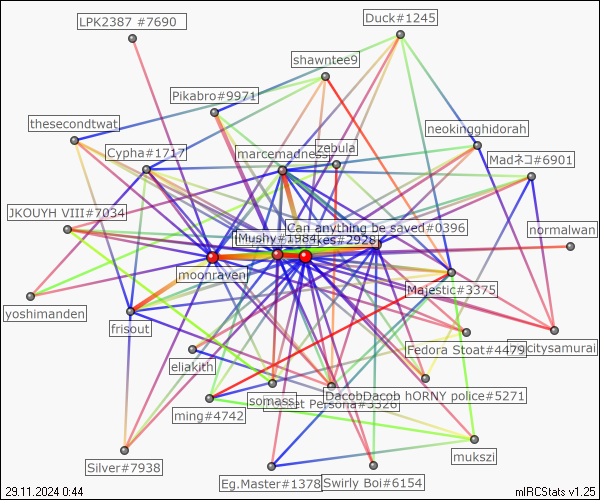 LPK2387 #7690
Duck#1245
shawntee9
Pikabro#9971
thesecondtwat
neokingghidorah
Cypha#1717
marcemadness
zebula
Madネコ#6901
JKOUYH VIII#7034
Can anything be saved#0396
normalwan
Mushy#1984
kes#2928
moonraven
Majestic#3375
yoshimanden
frisout
citysamurai
Fedora Stoat#4479
eliakith
DacobDacob hORNY police#5271
somass
et Persona#3320
ming#4742
mukszi
Silver#7938
Eg.Master#1378
Swirly Boi#6154
29.11.2024 0:44
mIRCStats v1.25